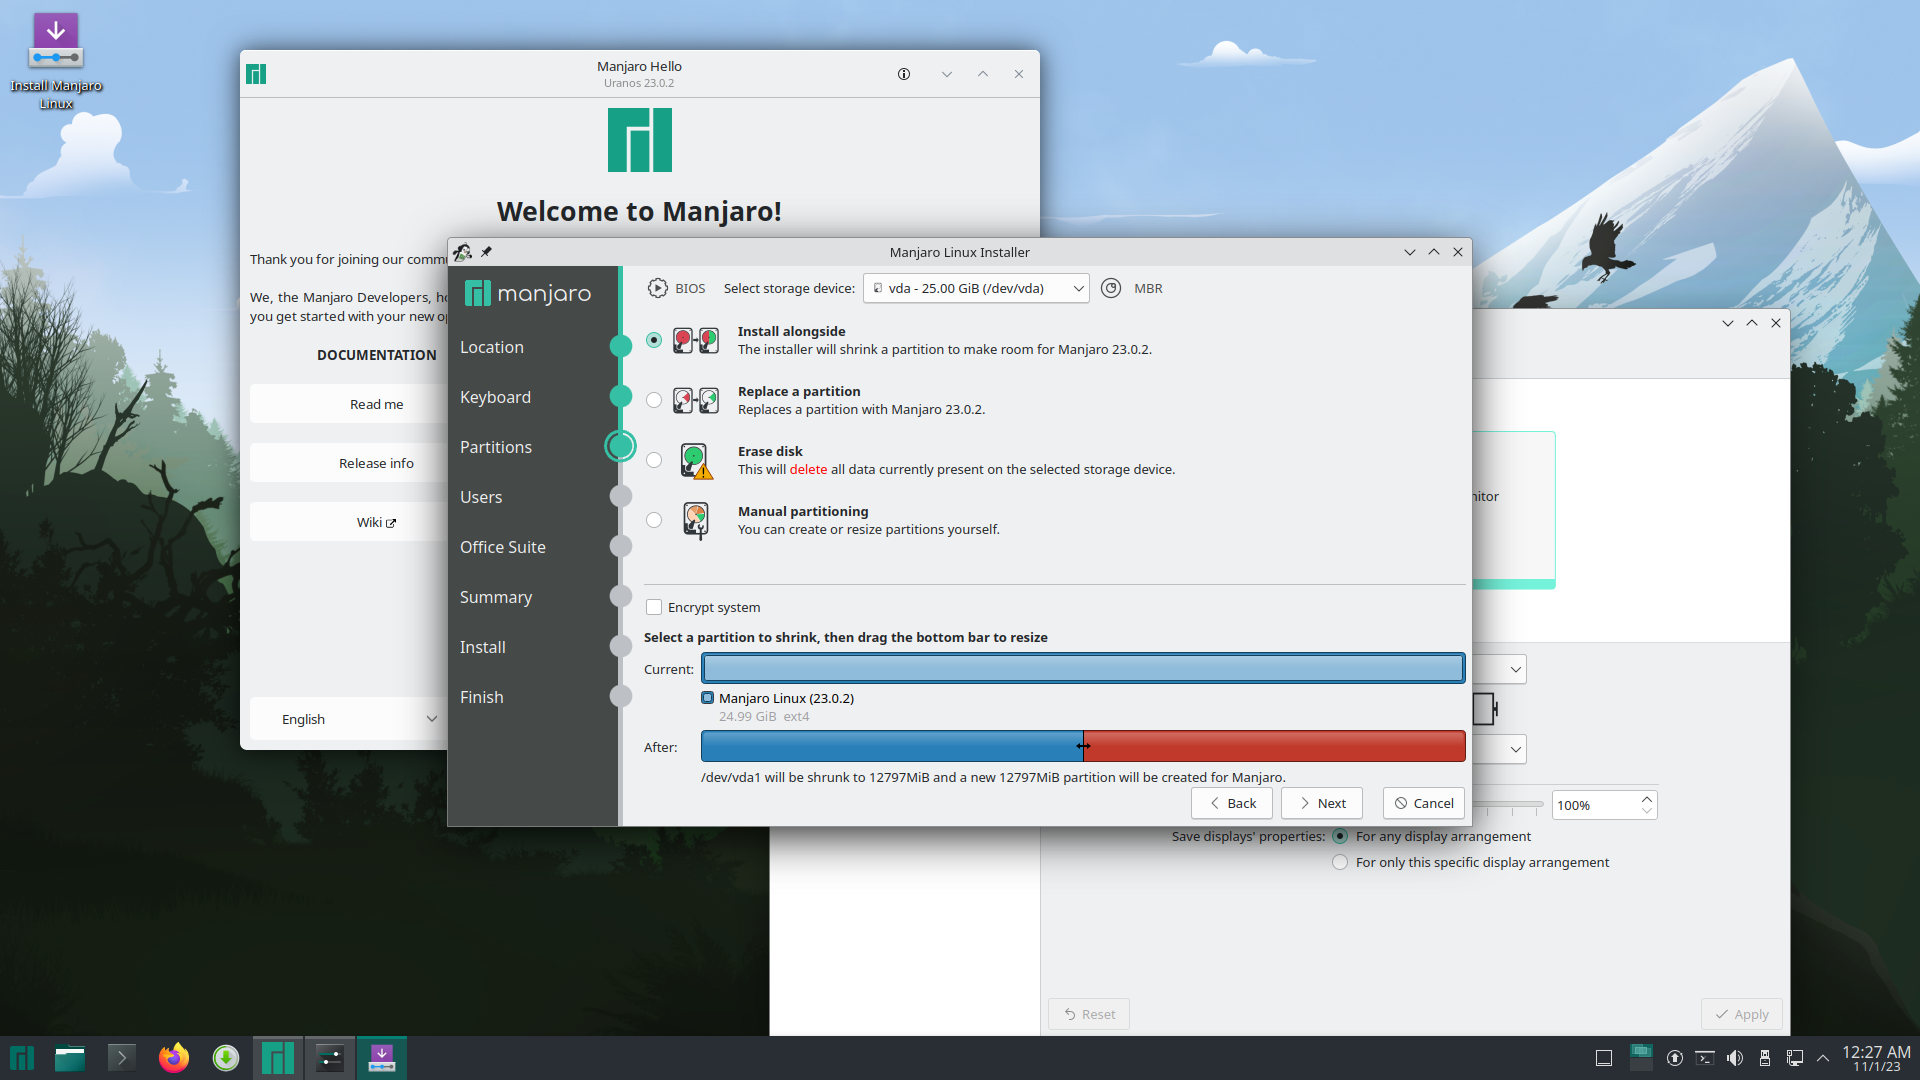 Install Manjaro
Linux
Manjaro Hello
Uranos 23.0.2
Welcome to Manjaro!
Thank you for joining our comm
We, the Manjaro Developers, h
you get started with your new o
DOCUMENTATION
Read me
Release info
Wiki
English
Manjaro Linux Installer
manjaro
Location
Keyboard
Partitions
Users
Office Suite
Summary
Install
Finish
BIOS
Select storage device:
vda - 25.00 GiB (/dev/vda)
MBR
Install alongside
The installer will shrink a partition to make room for Manjaro 23.0.2.
Replace a partition
Replaces a partition with Manjaro 23.0.2.
Erase disk
This will delete all data currently present on the selected storage device.
Manual partitioning
You can create or resize partitions yourself.
Encrypt system
Select a partition to shrink, then drag the bottom bar to resize
Current:
Manjaro Linux (23.0.2)
24.99 GiB ext4
After:
/dev/vda1 will be shrunk to 12797MiB and a new 12797MiB partition will be created for Manjaro.
Back
Next
Cancel
nitor
100%
Save displays' properties:
For any display arrangement
For only this specific display arrangement
Reset
Apply
12:27 AM
11/1/23